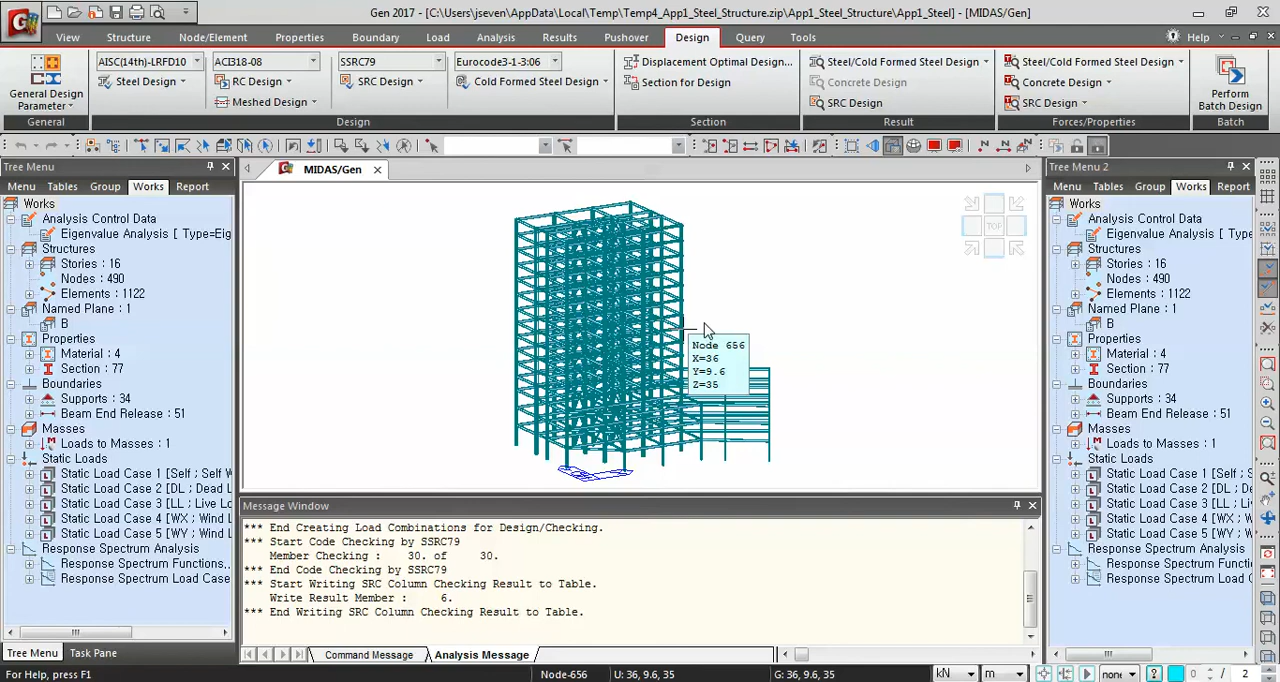 Gen 2017 - [C:\Users\jseven\AppData\Local\Temp\Temp4_App1_Steel_Structure.zip\App1_Steel_Structure\App1_Steel] - [MIDAS/Gen]
View Structure Node/Element Properties Boundary Load Analysis Results Pushover Design Query Tools Help
AISC(14th)-LRFD10 ACI318-08 SSRC79 Eurocode3-1-3:06 Displacement Optimal Design... Steel/Cold Formed Steel Design Steel/Cold Formed Steel Design
General Design Parameter Steel Design RC Design SRC Design Cold Formed Steel Design Section for Design Concrete Design Concrete Design Perform Batch Design
Meshed Design SRC Design SRC Design
General Design Section Result Forces/Properties Batch
Tree Menu
Menu Tables Group Works Report
Works
Analysis Control Data
Eigenvalue Analysis [ Type=Eig
Structures
Stories : 16
Nodes : 490
Elements : 1122
Named Plane : 1
B
Properties
Material : 4
Section : 77
Boundaries
Supports : 34
Beam End Release : 51
Masses
Loads to Masses : 1
Static Loads
Static Load Case 1 [Self ; Self W
Static Load Case 2 [DL ; Dead L
Static Load Case 3 [LL ; Live Lo
Static Load Case 4 [WX ; Wind L
Static Load Case 5 [WY ; Wind L
Response Spectrum Analysis
Response Spectrum Functions..
Response Spectrum Load Case
Tree Menu Task Pane
MIDAS/Gen
TOP
Node 656
X=36
Y=9.6
Z=35
Message Window
*** End Creating Load Combinations for Design/Checking.
*** Start Code Checking by SSRC79
Member Checking : 30. of 30.
*** End Code Checking by SSRC79
*** Start Writing SRC Column Checking Result to Table.
Write Result Member : 6.
*** End Writing SRC Column Checking Result to Table.
Command Message Analysis Message
Tree Menu 2
Menu Tables Group Works Report
Works
Analysis Control Data
Eigenvalue Analysis [ Type=E
Structures
Stories : 16
Nodes : 490
Elements : 1122
Named Plane : 1
B
Properties
Material : 4
Section : 77
Boundaries
Supports : 34
Beam End Release : 51
Masses
Loads to Masses : 1
Static Loads
Static Load Case 1 [Self ; S
Static Load Case 2 [DL ; De
Static Load Case 3 [LL ; Liv
Static Load Case 4 [WX ; W
Static Load Case 5 [WY ; W
Response Spectrum Analysis
Response Spectrum Functio
Response Spectrum Load C
For Help, press F1 Node-656 U: 36, 9.6, 35 G: 36, 9.6, 35 kN m none 0 / 2